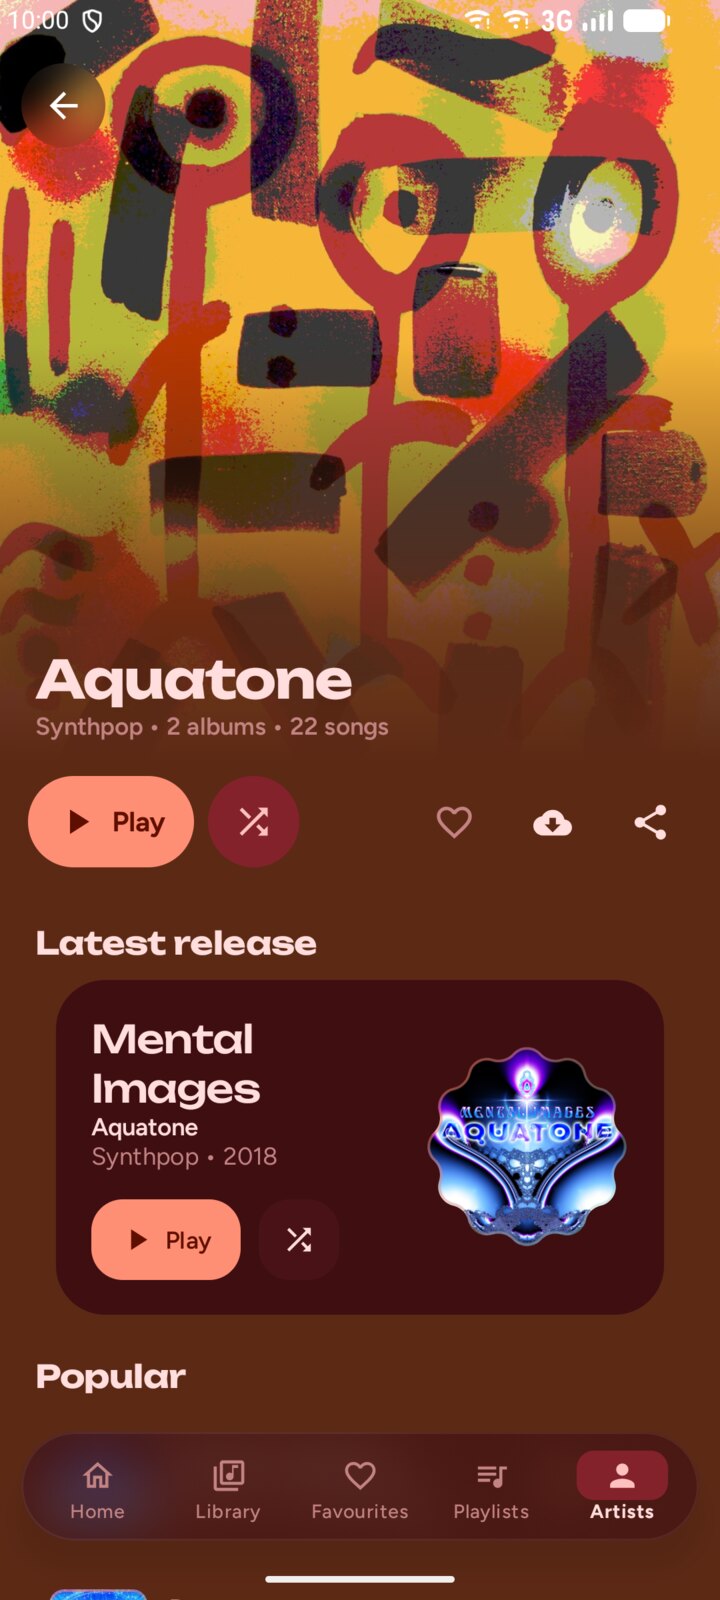 10:00
3G
Aquatone
Synthpop • 2 albums • 22 songs
Play
Latest release
Mental
Images
Aquatone
Synthpop • 2018
Play
MENTAL IMAGES
AQUATONE
Popular
Home
Library
Favourites
Playlists
Artists